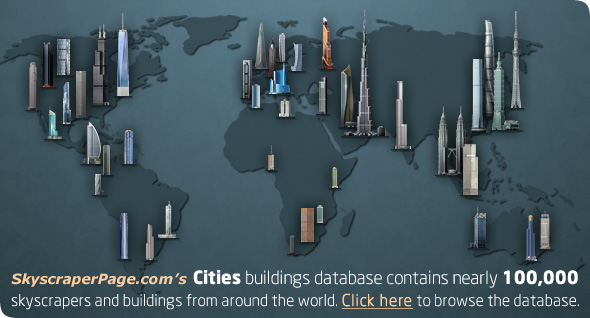 SkyscraperPage.com's Cities buildings database contains nearly 100,000
skyscrapers and buildings from around the world. Click here to browse the database.